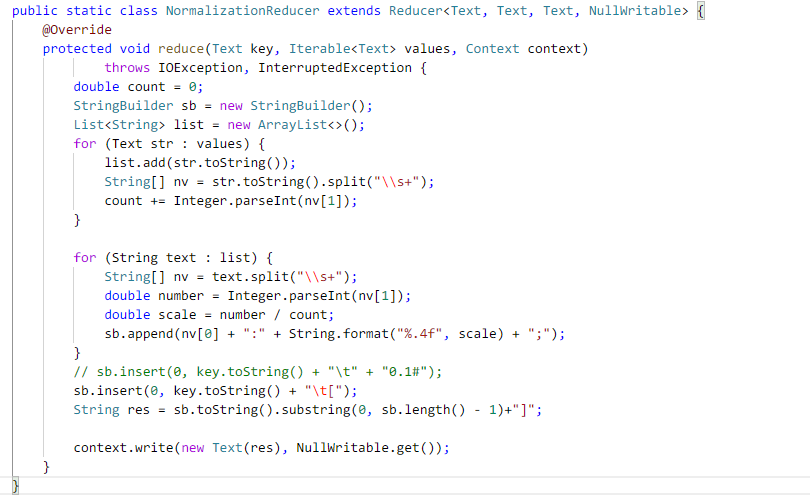 public static class NormalizationReducer extends Reducer<Text, Text, Text, NullWritable> {
    @Override
    protected void reduce(Text key, Iterable<Text> values, Context context)
            throws IOException, InterruptedException {
        double count = 0;
        StringBuilder sb = new StringBuilder();
        List<String> list = new ArrayList<>();
        for (Text str : values) {
            list.add(str.toString());
            String[] nv = str.toString().split("\\s+");
            count += Integer.parseInt(nv[1]);
        }

        for (String text : list) {
            String[] nv = text.split("\\s+");
            double number = Integer.parseInt(nv[1]);
            double scale = number / count;
            sb.append(nv[0] + ":" + String.format("%.4f", scale) + ";");
        }
        // sb.insert(0, key.toString() + "\t" + "0.1#");
        sb.insert(0, key.toString() + "\t[");
        String res = sb.toString().substring(0, sb.length() - 1)+"]";

        context.write(new Text(res), NullWritable.get());
    }
}